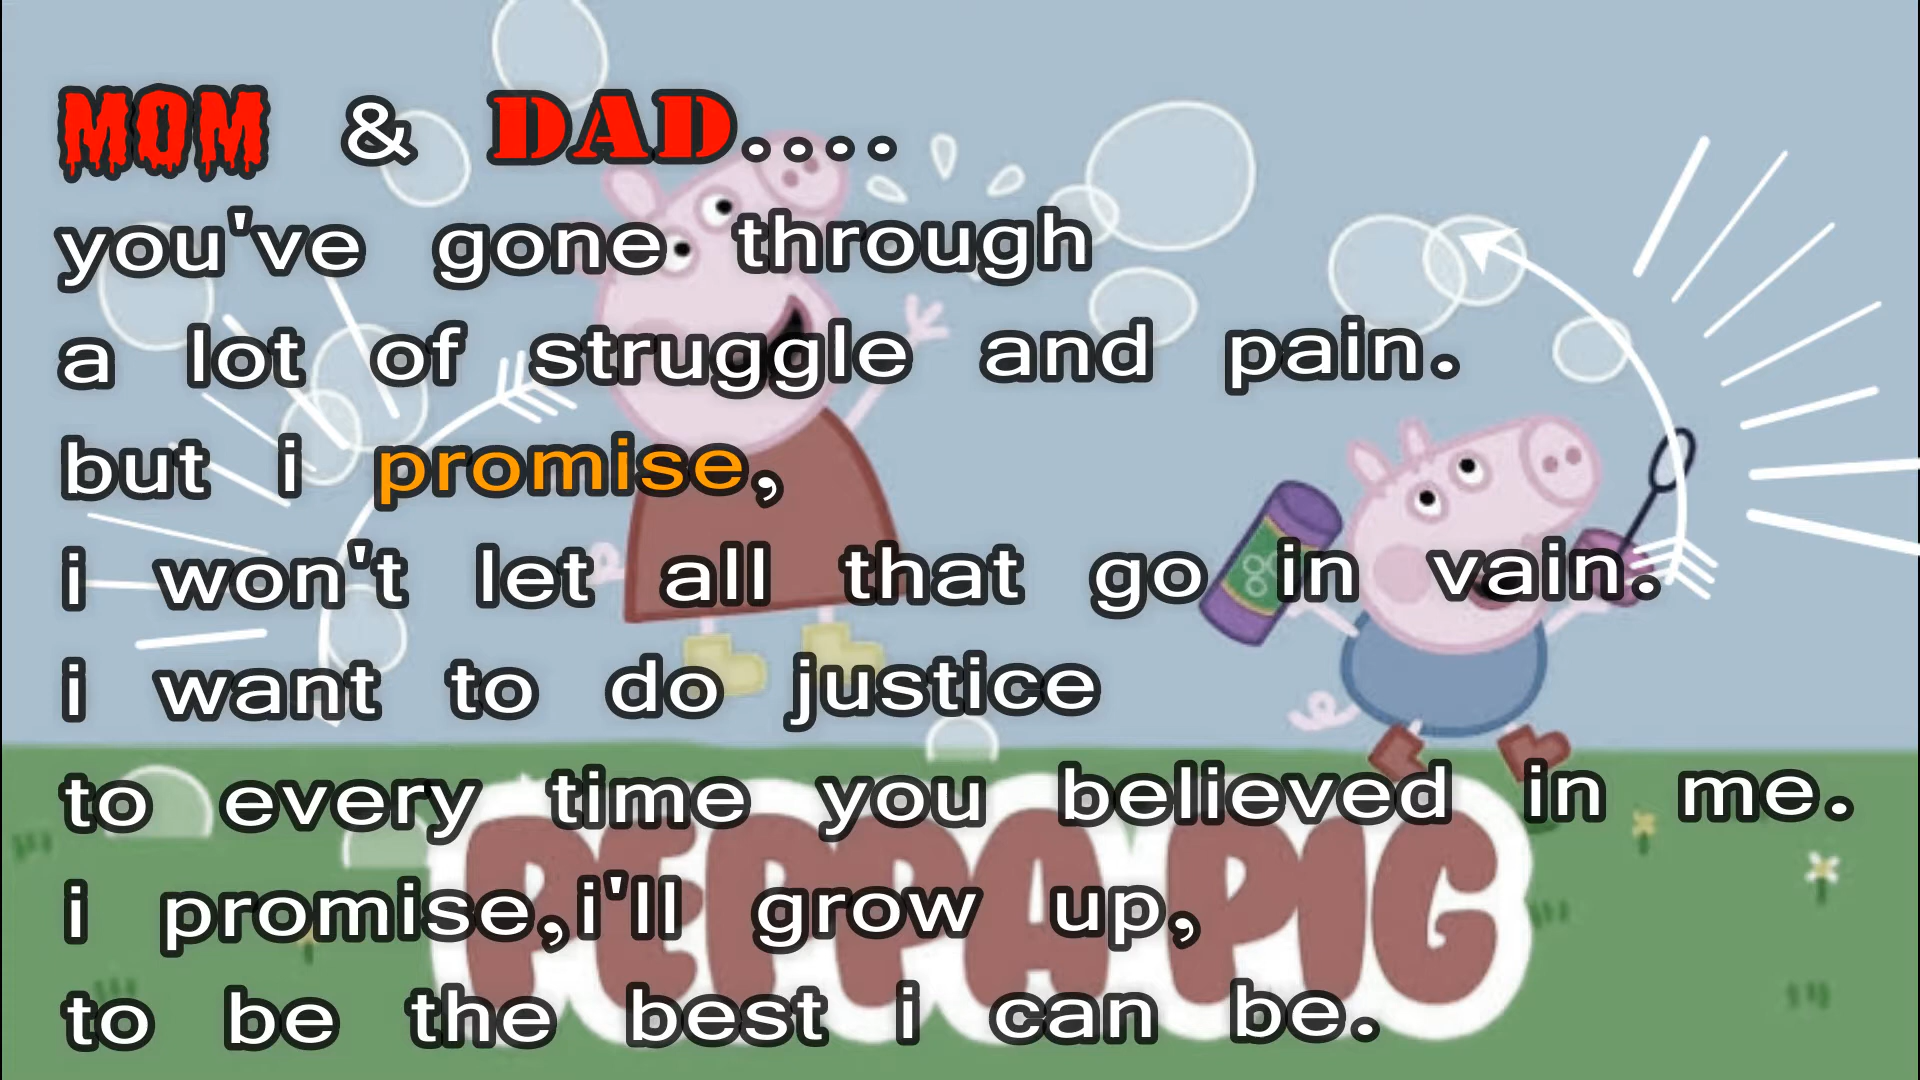 MOM & DAD....
you've gone through
a lot of struggle and pain.
but i promise,
i won't let all that go in vain.
i want to do justice
to every time you believed in me.
i promise,i'll grow up,
to be the best i can be.
PEPPA PIG